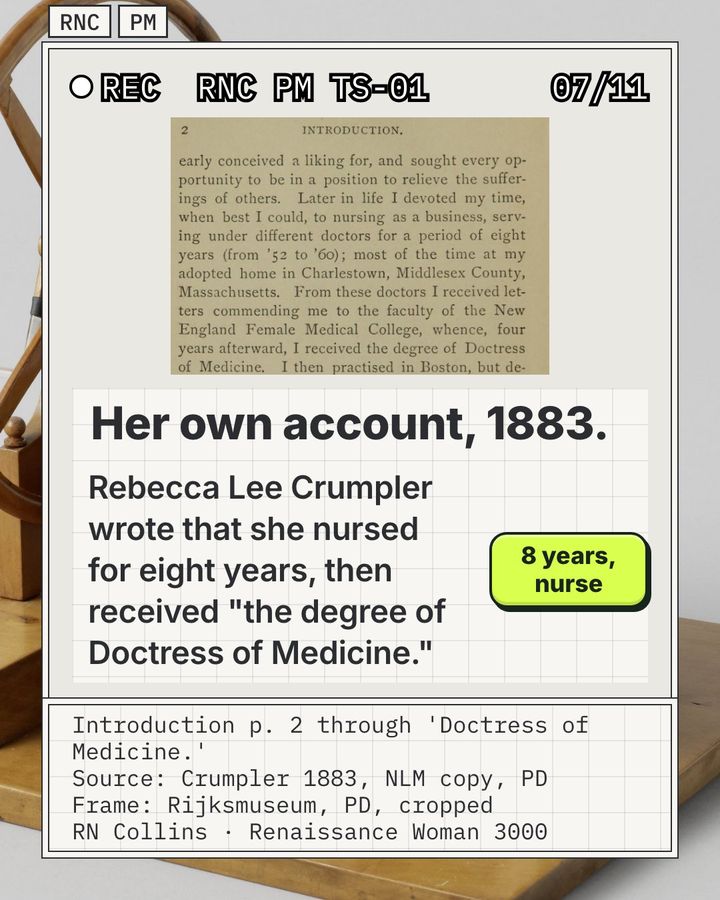 RNC PM
REC RNC PM TS-01 07/11
2 INTRODUCTION.
early conceived a liking for, and sought every op-
portunity to be in a position to relieve the suffer-
ings of others. Later in life I devoted my time,
when best I could, to nursing as a business, serv-
ing under different doctors for a period of eight
years (from '52 to '60); most of the time at my
adopted home in Charlestown, Middlesex County,
Massachusetts. From these doctors I received let-
ters commending me to the faculty of the New
England Female Medical College, whence, four
years afterward, I received the degree of Doctress
of Medicine. I then practised in Boston, but de-
Her own account, 1883.
Rebecca Lee Crumpler
wrote that she nursed
for eight years, then
received "the degree of
Doctress of Medicine."
8 years,
nurse
Introduction p. 2 through 'Doctress of
Medicine.'
Source: Crumpler 1883, NLM copy, PD
Frame: Rijksmuseum, PD, cropped
RN Collins · Renaissance Woman 3000